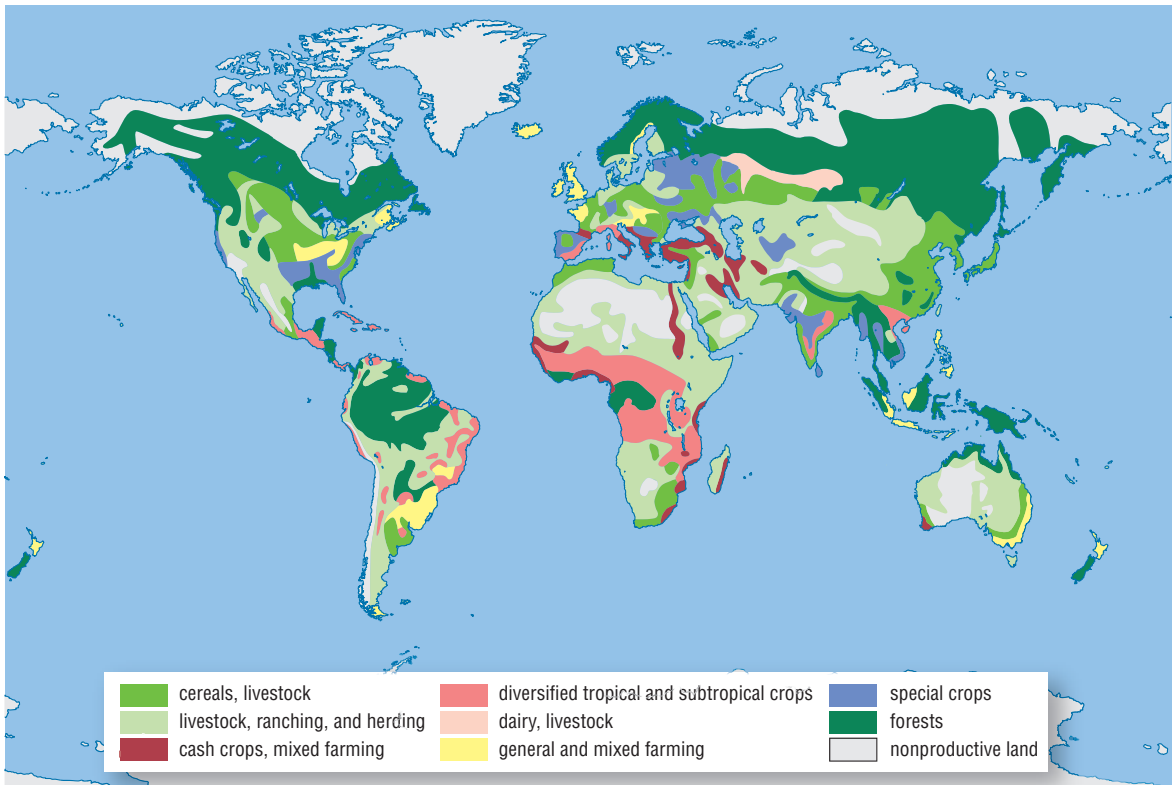 cereals, livestock
livestock, ranching, and herding
cash crops, mixed farming
diversified tropical and subtropical crops
dairy, livestock
general and mixed farming
special crops
forests
nonproductive land